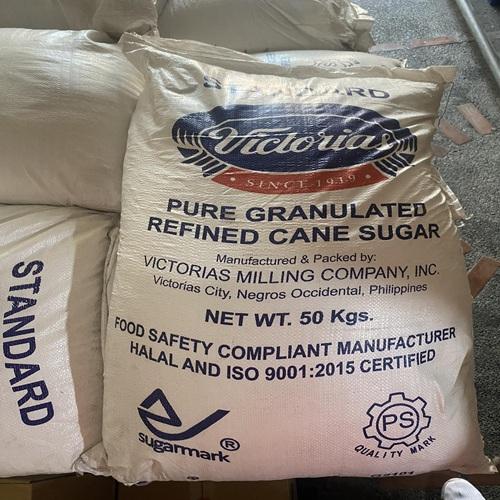 STANDARD
Victorias
SINCE 1919
PURE GRANULATED
REFINED CANE SUGAR
Manufactured & Packed by:
VICTORIAS MILLING COMPANY, INC.
Victorias City, Negros Occidental, Philippines
NET WT. 50 Kgs.
FOOD SAFETY COMPLIANT MANUFACTURER
HALAL AND ISO 9001:2015 CERTIFIED
sugarmark ®
PS
QUALITY MARK
STANDARD